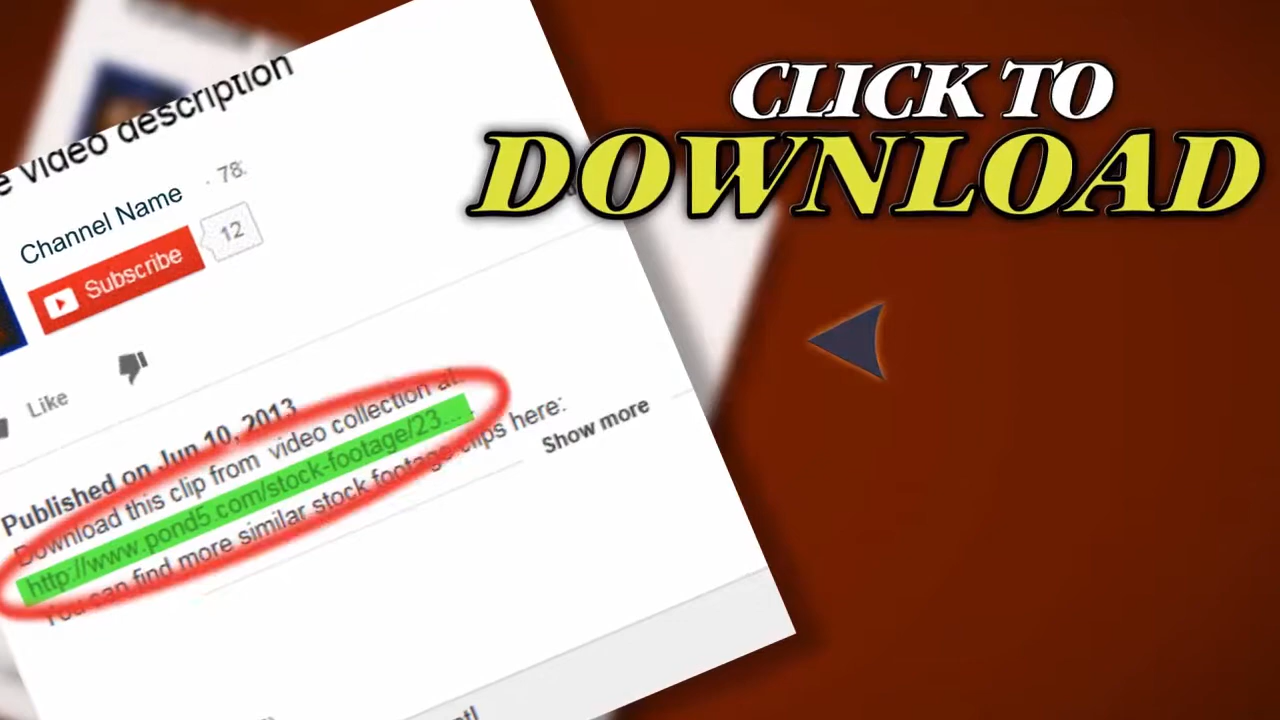 CLICK TO
DOWNLOAD
video description
Channel Name
78
Subscribe
12
Like
Published on Jun 10, 2013
Download this clip from video collection at:
http://www.pond5.com/stock-footage/23...
You can find more similar stock footage clips here:
Show more